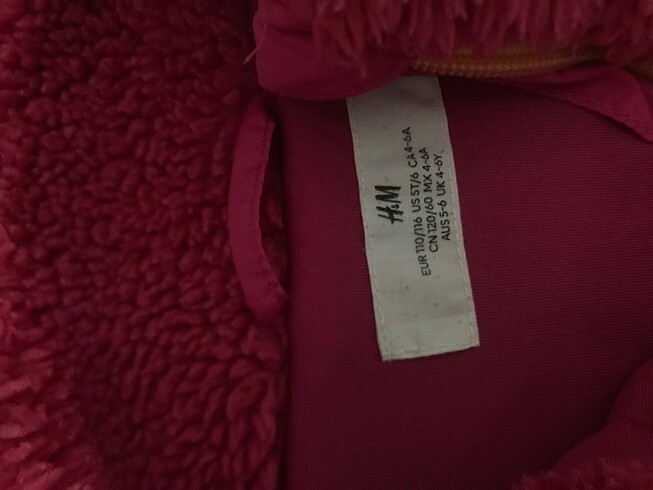 H&M
EUR 110/116 US 5T/6 CA 4-6A
CN 120/60 MX 4-6A
AUS 5-6 UK 4-6Y